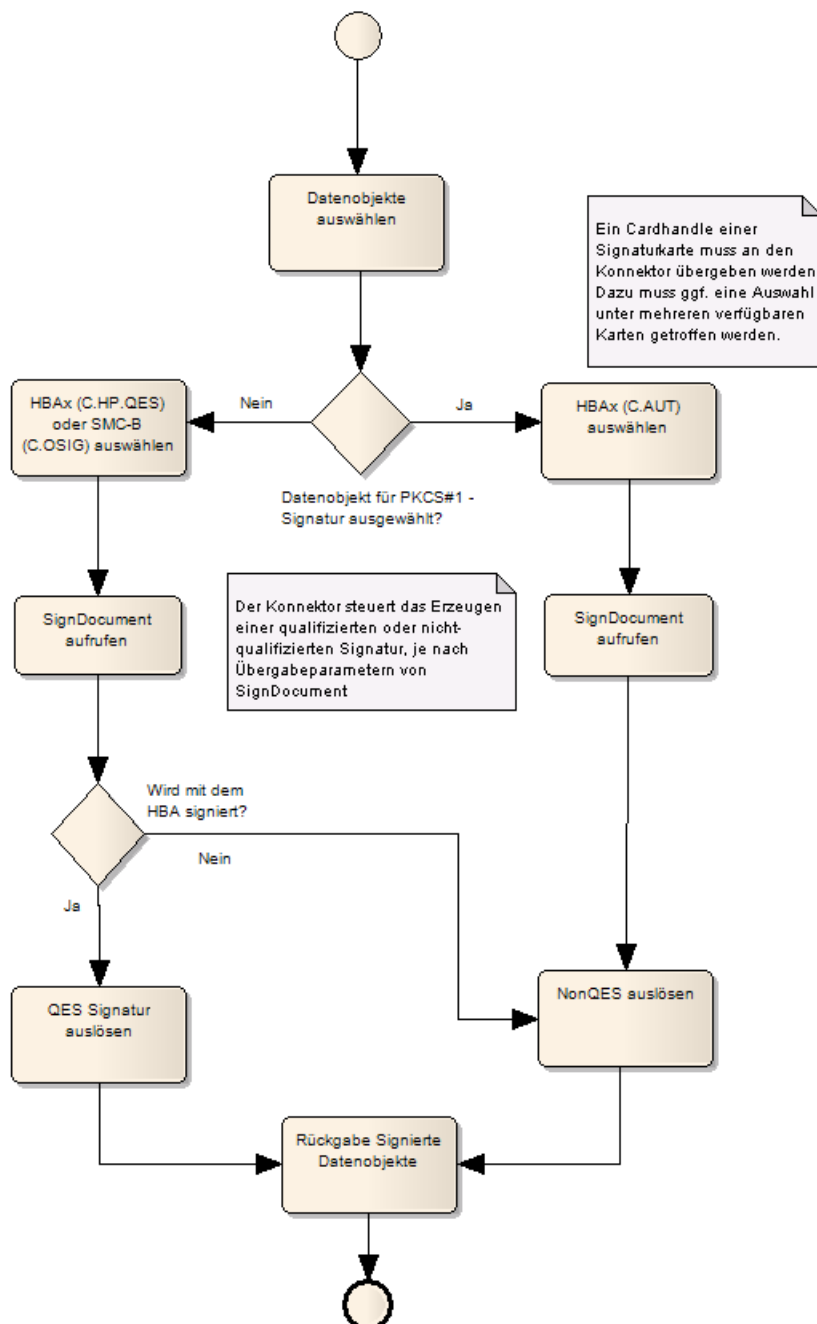 Datenobjekte
auswählen
Ein Cardhandle einer
Signaturkarte muss an den
Konnektor übergeben werden
Dazu muss ggf. eine Auswahl
unter mehreren verfügbaren
Karten getroffen werden.
HBAx (C.HP.QES)
oder SMC-B
(C.OSIG) auswählen
Nein
Ja
HBAx (C.AUT)
auswählen
Datenobjekt für PKCS#1 -
Signatur ausgewählt?
SignDocument
aufrufen
Der Konnektor steuert das Erzeugen
einer qualifizierten oder nicht-
qualifizierten Signatur, je nach
Übergabeparametern von
SignDocument
SignDocument
aufrufen
Wird mit dem
HBA signiert?
Nein
Ja
QES Signatur
auslösen
NonQES auslösen
Rückgabe Signierte
Datenobjekte